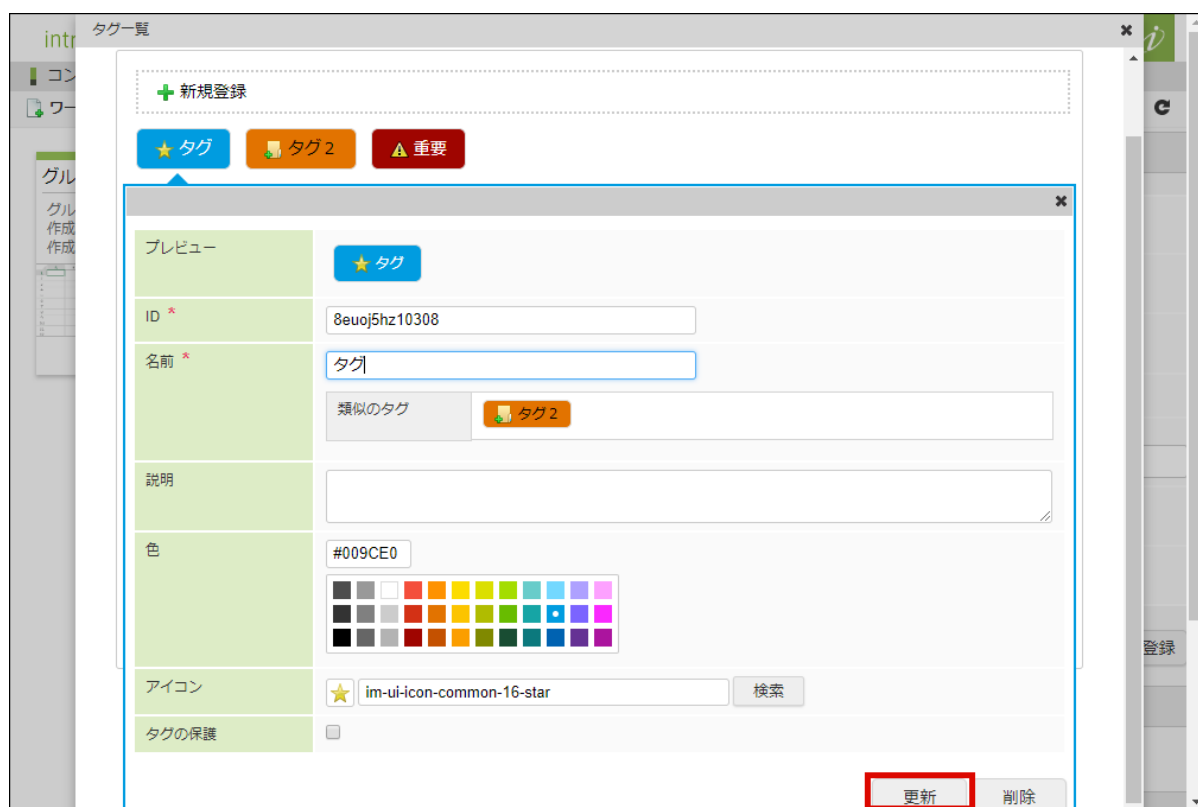 タグ一覧
intr
コン
ワー
新規登録
タグ
タグ2
重要
グル
グル
作成
作成
プレビュー
タグ
ID *
8euoj5hz10308
名前 *
タグ
類似のタグ
タグ2
説明
色
#009CE0
アイコン
im-ui-icon-common-16-star
検索
登録
タグの保護
更新
削除